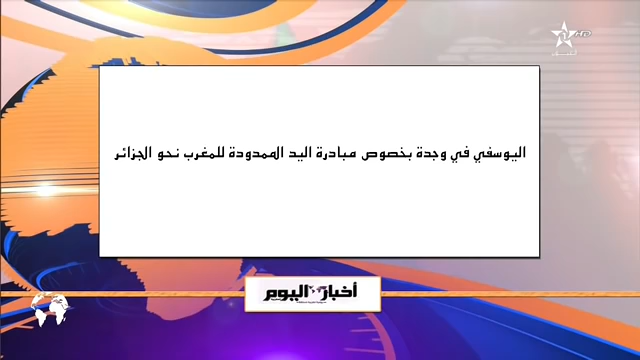 اليوسفي في وجدة بخصوص مبادرة اليد الممدودة للمغرب نحو الجزائر
أخبار اليوم